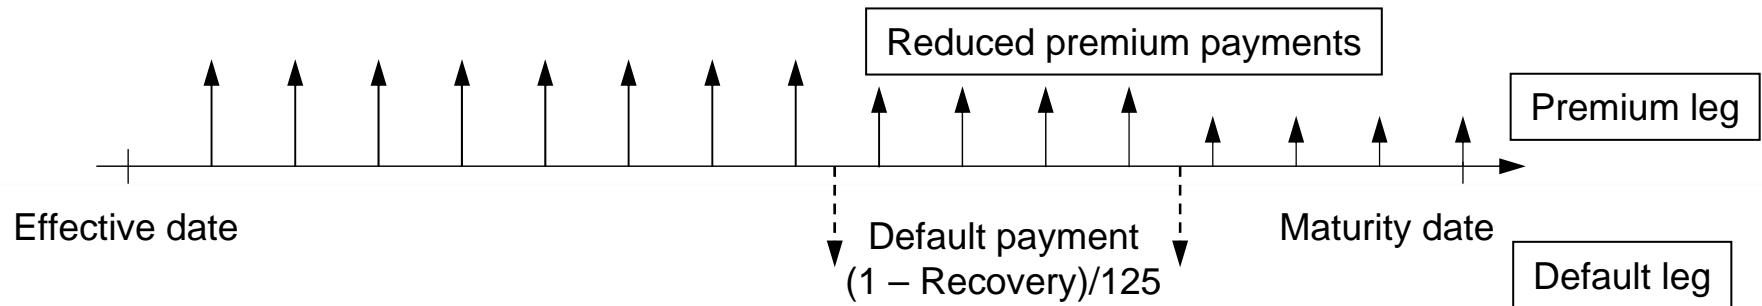 Reduced premium payments
Premium leg
Effective date
Default payment
(1 – Recovery)/125
Maturity date
Default leg